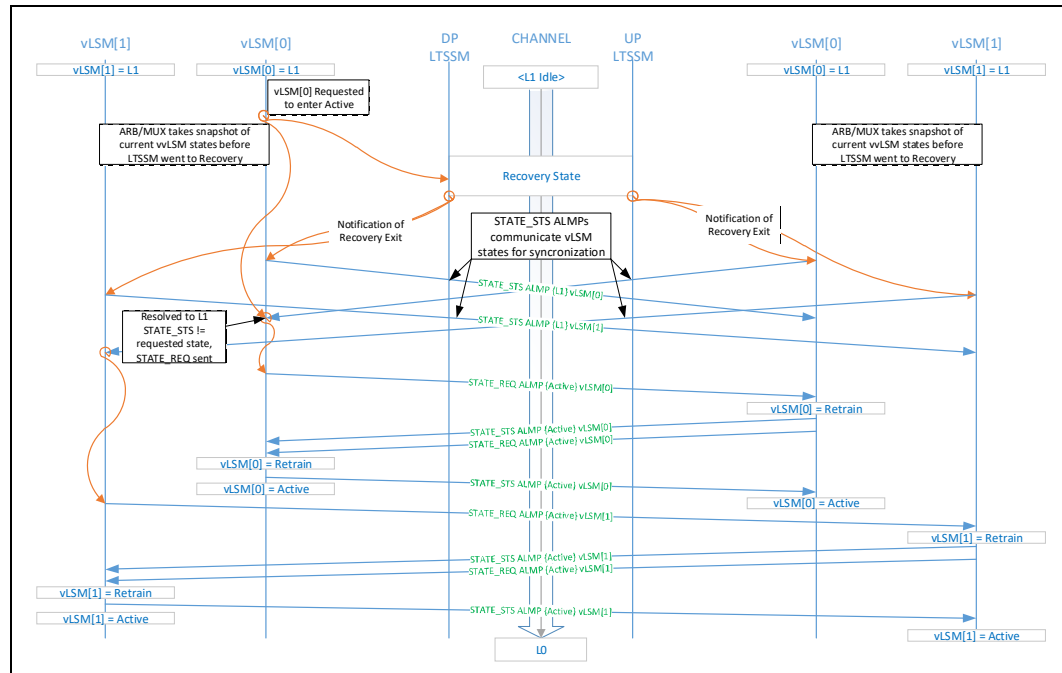 vLSM[1]
vLSM[0]
DP
LTSSM
CHANNEL
UP
LTSSM
vLSM[0]
vLSM[1]
vLSM[1] = L1
vLSM[0] = L1
<L1 Idle>
vLSM[0] = L1
vLSM[1] = L1
vLSM[0] Requested
to enter Active
ARB/MUX takes snapshot of
current vvLSM states before
LTSSM went to Recovery
ARB/MUX takes snapshot of
current vvLSM states before
LTSSM went to Recovery
Recovery State
Notification of
Recovery Exit
STATE_STS ALMPs
communicate vLSM
states for syncronization
Notification of
Recovery Exit
STATE_STS ALMP {L1} vLSM[0]
STATE_STS ALMP {L1} vLSM[1]
Resolved to L1
STATE_STS !=
requested state,
STATE_REQ sent
STATE_REQ ALMP {Active} vLSM[0]
vLSM[0] = Retrain
STATE_STS ALMP {Active} vLSM[0]
STATE_REQ ALMP {Active} vLSM[0]
vLSM[0] = Retrain
STATE_STS ALMP {Active} vLSM[0]
vLSM[0] = Active
vLSM[0] = Active
STATE_REQ ALMP {Active} vLSM[1]
vLSM[1] = Retrain
STATE_STS ALMP {Active} vLSM[1]
STATE_REQ ALMP {Active} vLSM[1]
vLSM[1] = Retrain
STATE_STS ALMP {Active} vLSM[1]
vLSM[1] = Active
vLSM[1] = Active
L0